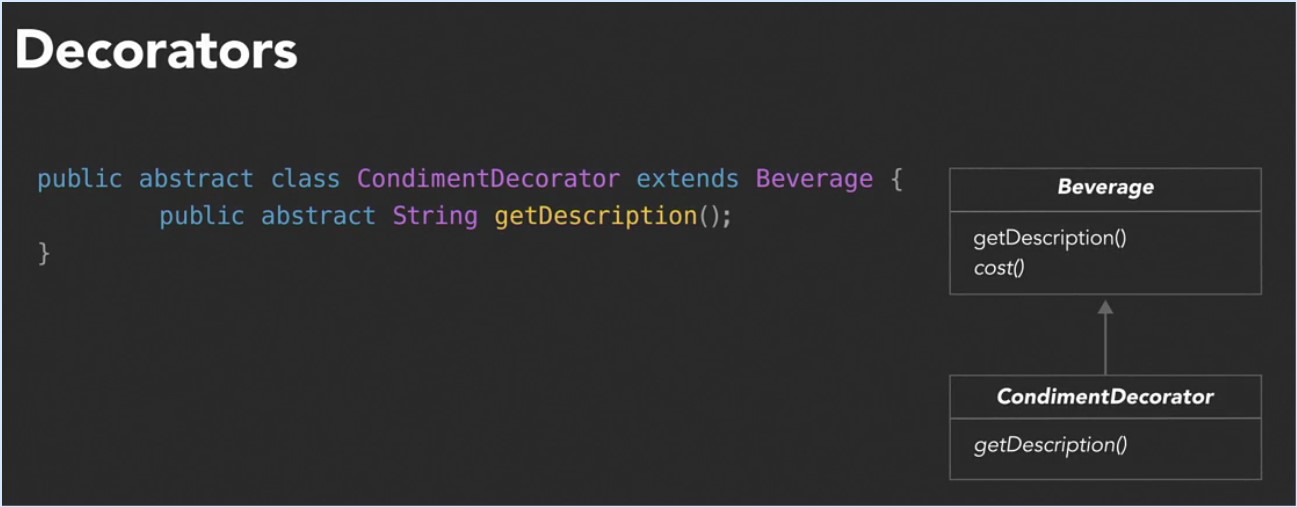 Decorators
public abstract class CondimentDecorator extends Beverage {
public abstract String getDescription();
}
Beverage
getDescription()
cost()
CondimentDecorator
getDescription()